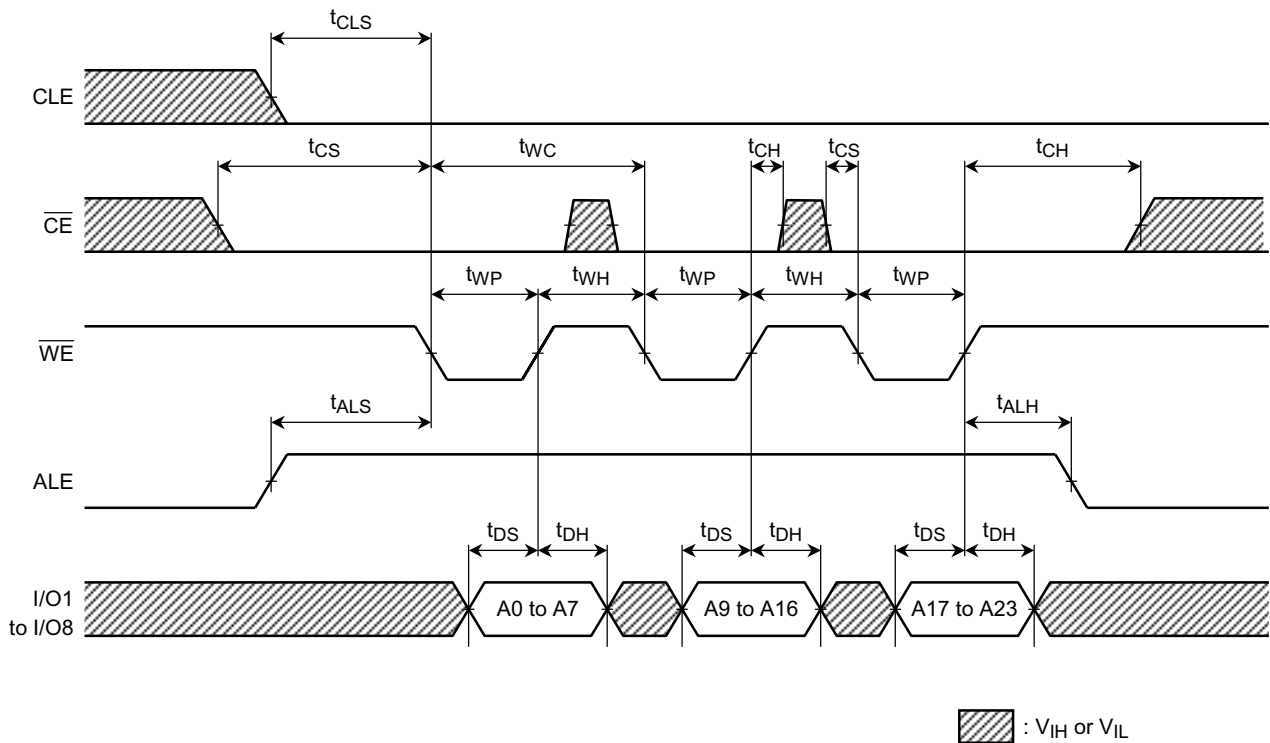 tCLS
CLE
tCS tWC tCH tCS tCH
CE
tWP tWH tWP tWH tWP
WE
tALS tALH
ALE
tDS tDH tDS tDH tDS tDH
I/O1
to I/O8
A0 to A7 A9 to A16 A17 to A23
: VIH or VIL